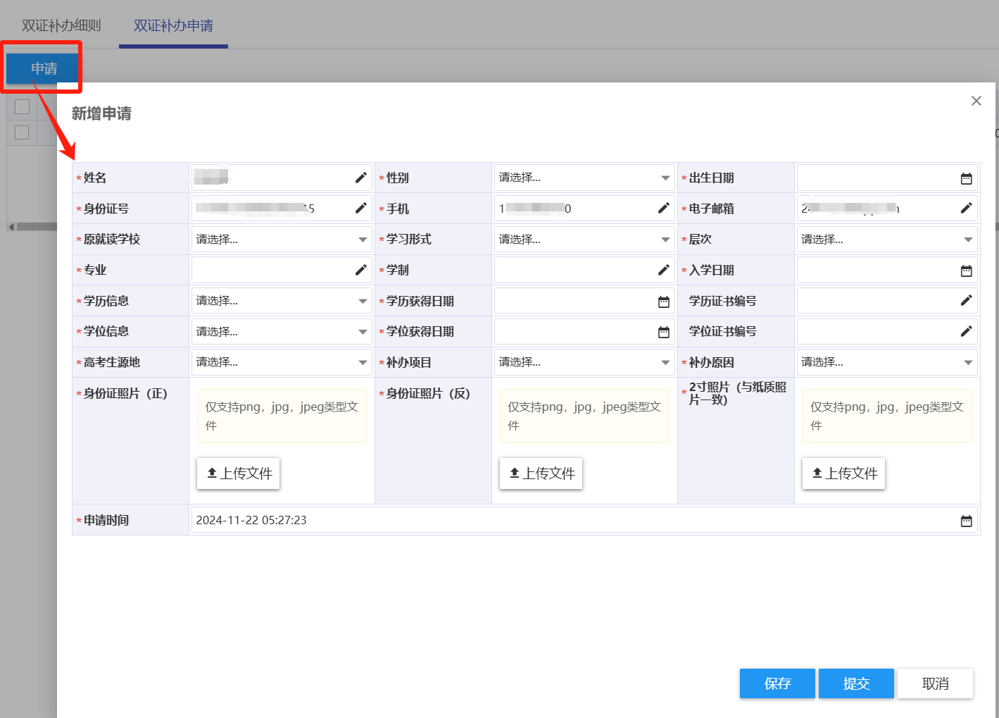 双证补办细则 双证补办申请
申请
新增申请
*姓名 *性别 请选择... *出生日期
*身份证号 15 *手机 1 0 *电子邮箱 2
*原就读学校 请选择... *学习形式 请选择... *层次 请选择...
*专业 *学制 *入学日期
*学历信息 请选择... *学历获得日期 学历证书编号
*学位信息 请选择... *学位获得日期 学位证书编号
*高考生源地 请选择... *补办项目 请选择... *补办原因 请选择...
*身份证照片（正） 仅支持png，jpg，jpeg类型文
件
上传文件
*身份证照片（反） 仅支持png，jpg，jpeg类型文
件
上传文件
*2寸照片（与纸质照
片一致） 仅支持png，jpg，jpeg类型文
件
上传文件
*申请时间 2024-11-22 05:27:23
保存 提交 取消